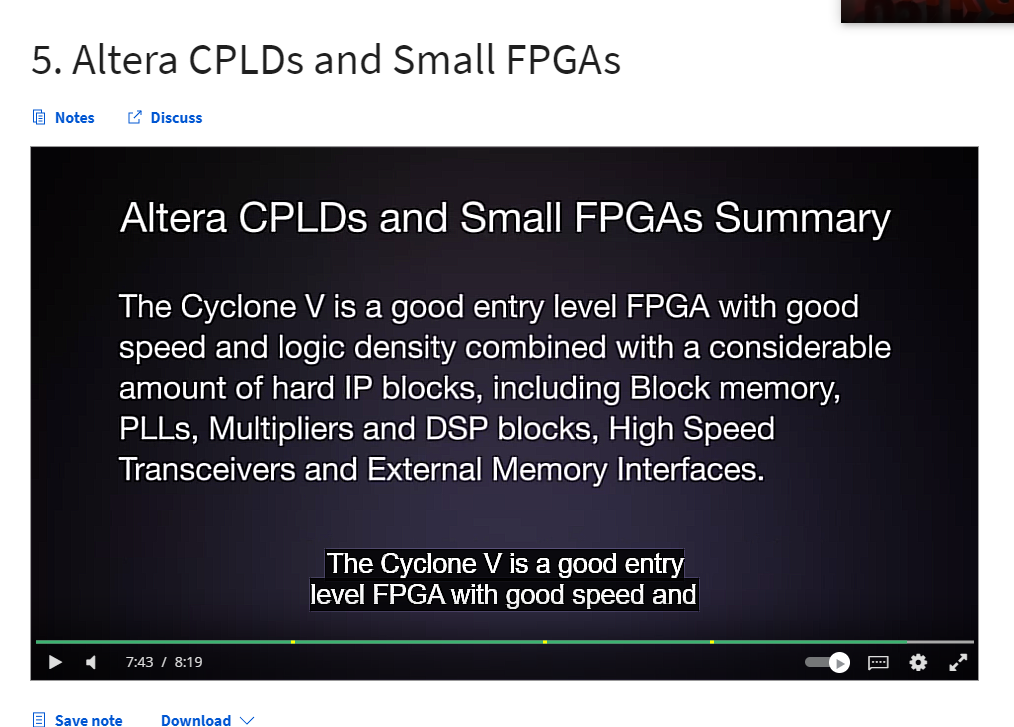 5. Altera CPLDs and Small FPGAs
Notes
Discuss
Altera CPLDs and Small FPGAs Summary
The Cyclone V is a good entry level FPGA with good
speed and logic density combined with a considerable
amount of hard IP blocks, including Block memory,
PLLs, Multipliers and DSP blocks, High Speed
Transceivers and External Memory Interfaces.
The Cyclone V is a good entry
level FPGA with good speed and
7:43 / 8:19
Save note
Download